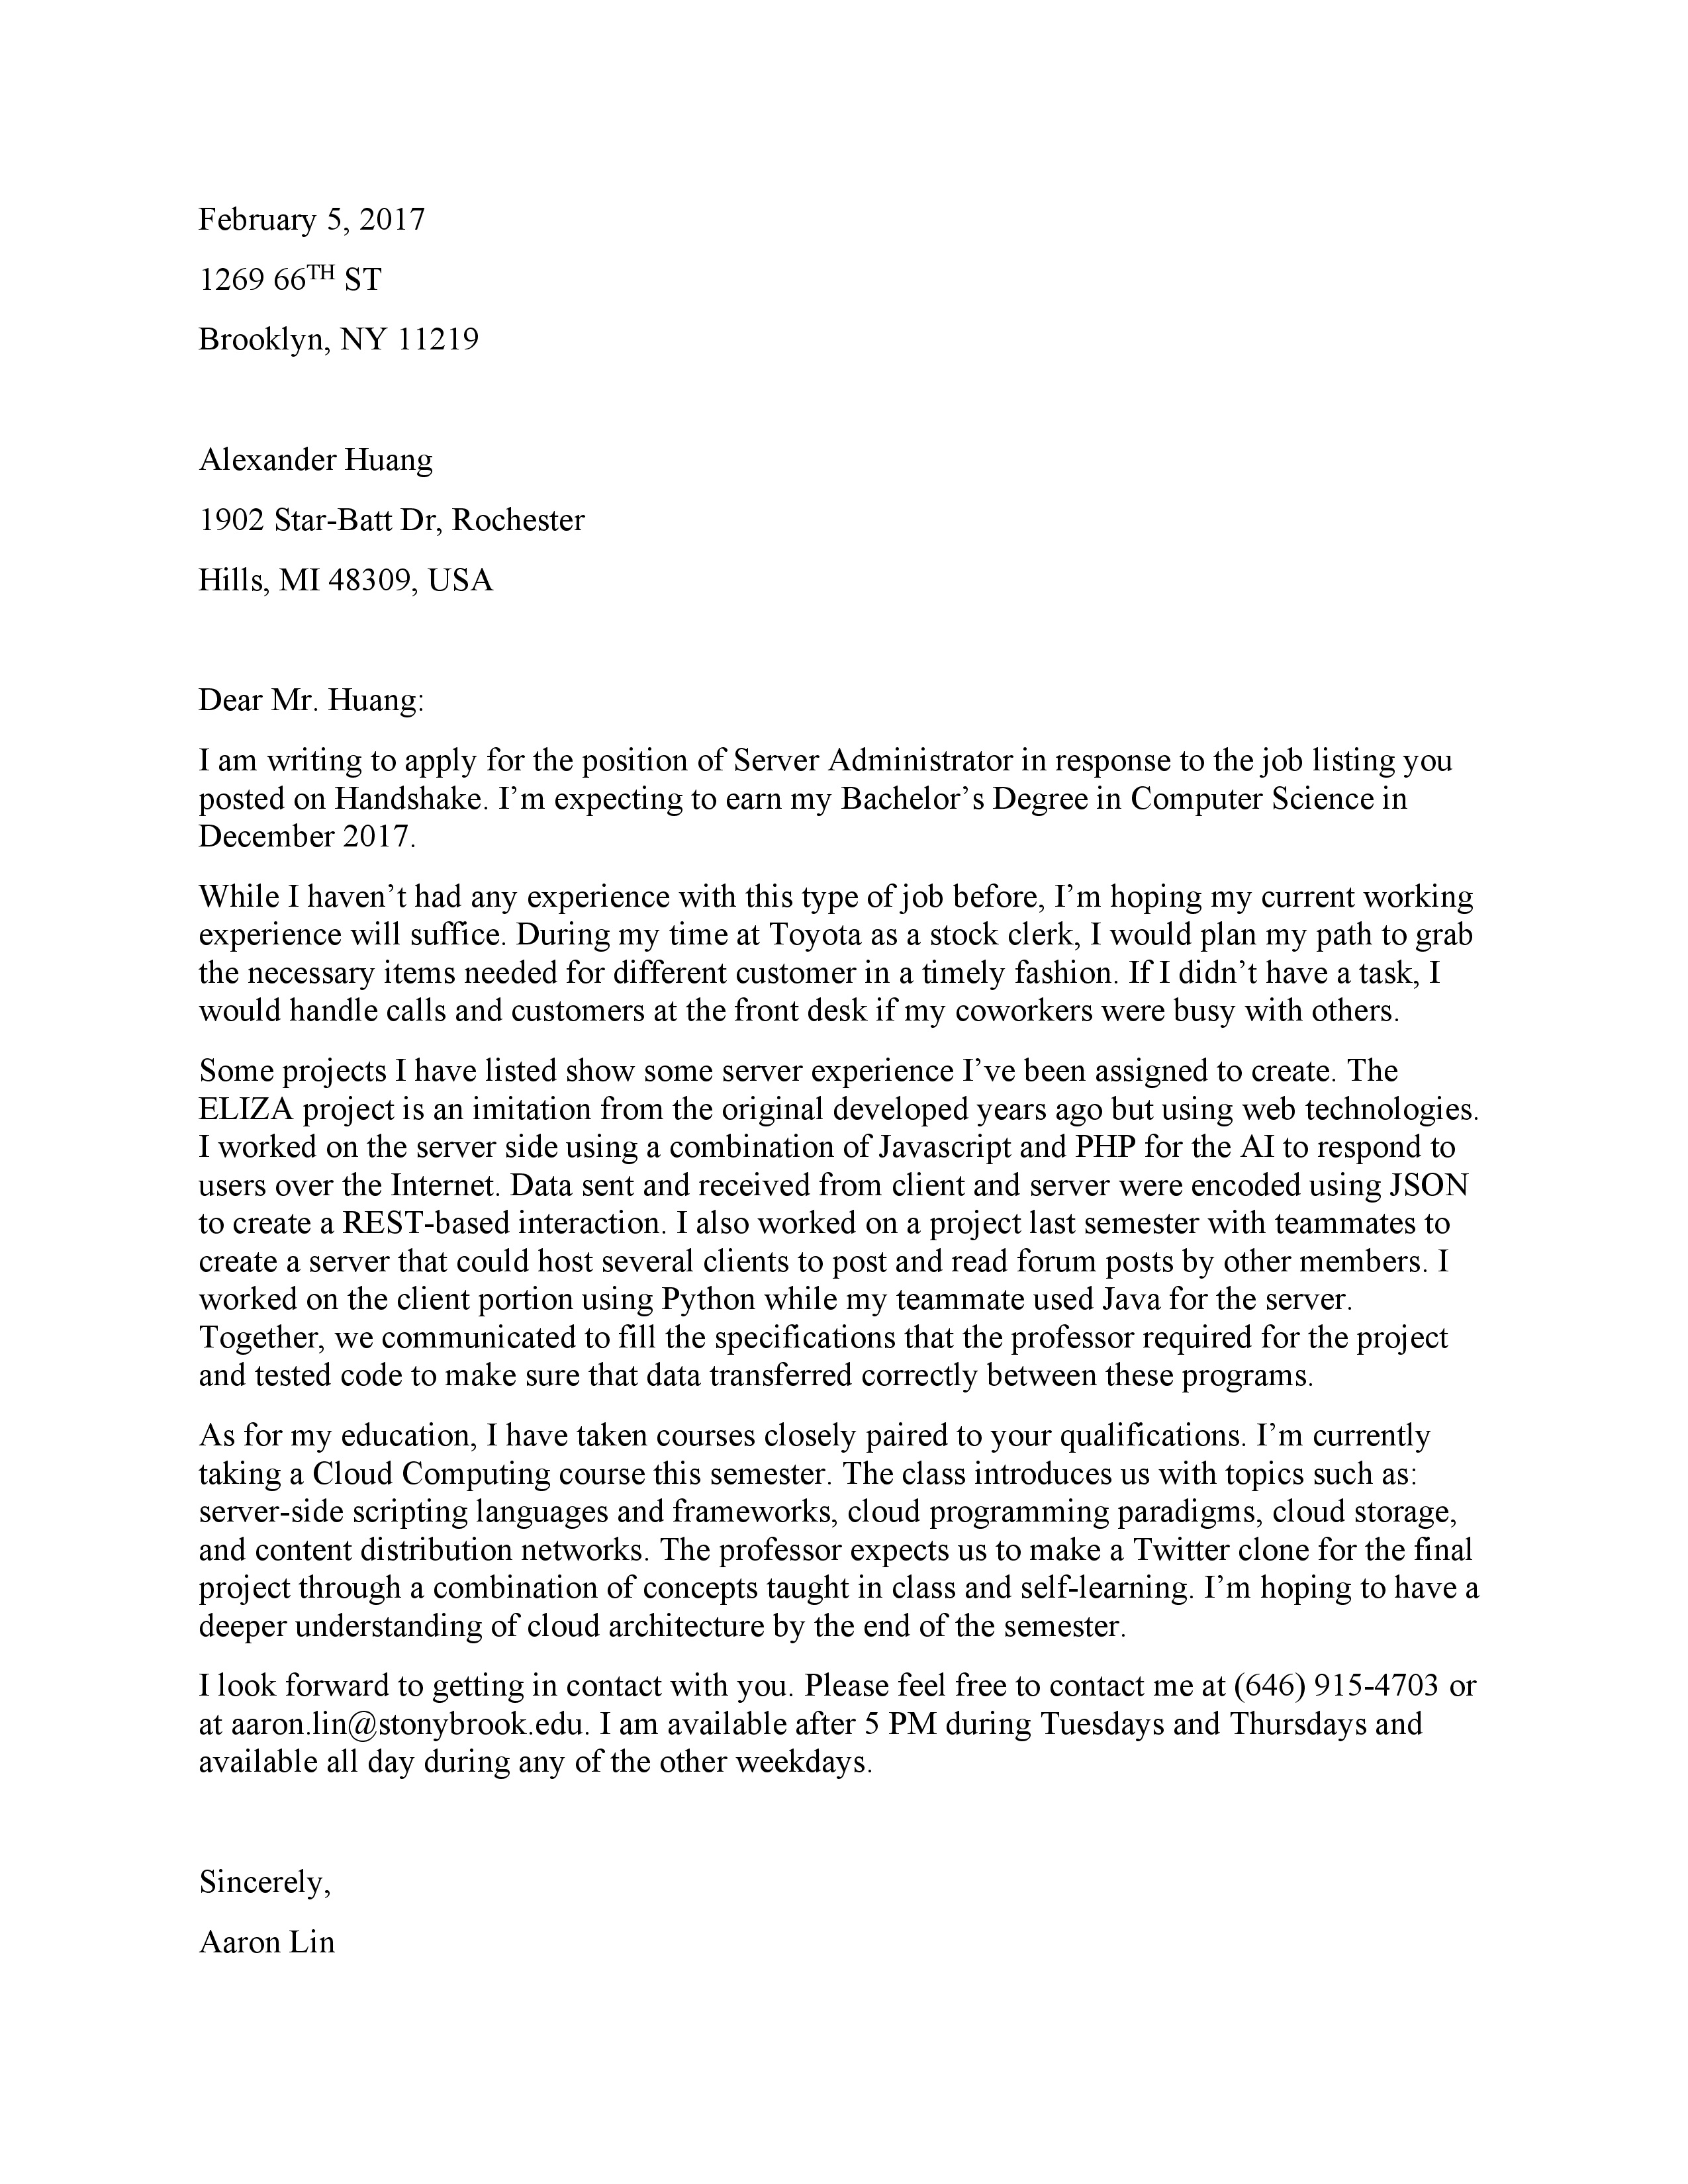 February 5, 2017
1269 66TH ST
Brooklyn, NY 11219
Alexander Huang
1902 Star-Batt Dr, Rochester
Hills, MI 48309, USA
Dear Mr. Huang:
I am writing to apply for the position of Server Administrator in response to the job listing you
posted on Handshake. I’m expecting to earn my Bachelor’s Degree in Computer Science in
December 2017.
While I haven’t had any experience with this type of job before, I’m hoping my current working
experience will suffice. During my time at Toyota as a stock clerk, I would plan my path to grab
the necessary items needed for different customer in a timely fashion. If I didn’t have a task, I
would handle calls and customers at the front desk if my coworkers were busy with others.
Some projects I have listed show some server experience I’ve been assigned to create. The
ELIZA project is an imitation from the original developed years ago but using web technologies.
I worked on the server side using a combination of Javascript and PHP for the AI to respond to
users over the Internet. Data sent and received from client and server were encoded using JSON
to create a REST-based interaction. I also worked on a project last semester with teammates to
create a server that could host several clients to post and read forum posts by other members. I
worked on the client portion using Python while my teammate used Java for the server.
Together, we communicated to fill the specifications that the professor required for the project
and tested code to make sure that data transferred correctly between these programs.
As for my education, I have taken courses closely paired to your qualifications. I’m currently
taking a Cloud Computing course this semester. The class introduces us with topics such as:
server-side scripting languages and frameworks, cloud programming paradigms, cloud storage,
and content distribution networks. The professor expects us to make a Twitter clone for the final
project through a combination of concepts taught in class and self-learning. I’m hoping to have a
deeper understanding of cloud architecture by the end of the semester.
I look forward to getting in contact with you. Please feel free to contact me at (646) 915-4703 or
at aaron.lin@stonybrook.edu. I am available after 5 PM during Tuesdays and Thursdays and
available all day during any of the other weekdays.
Sincerely,
Aaron Lin